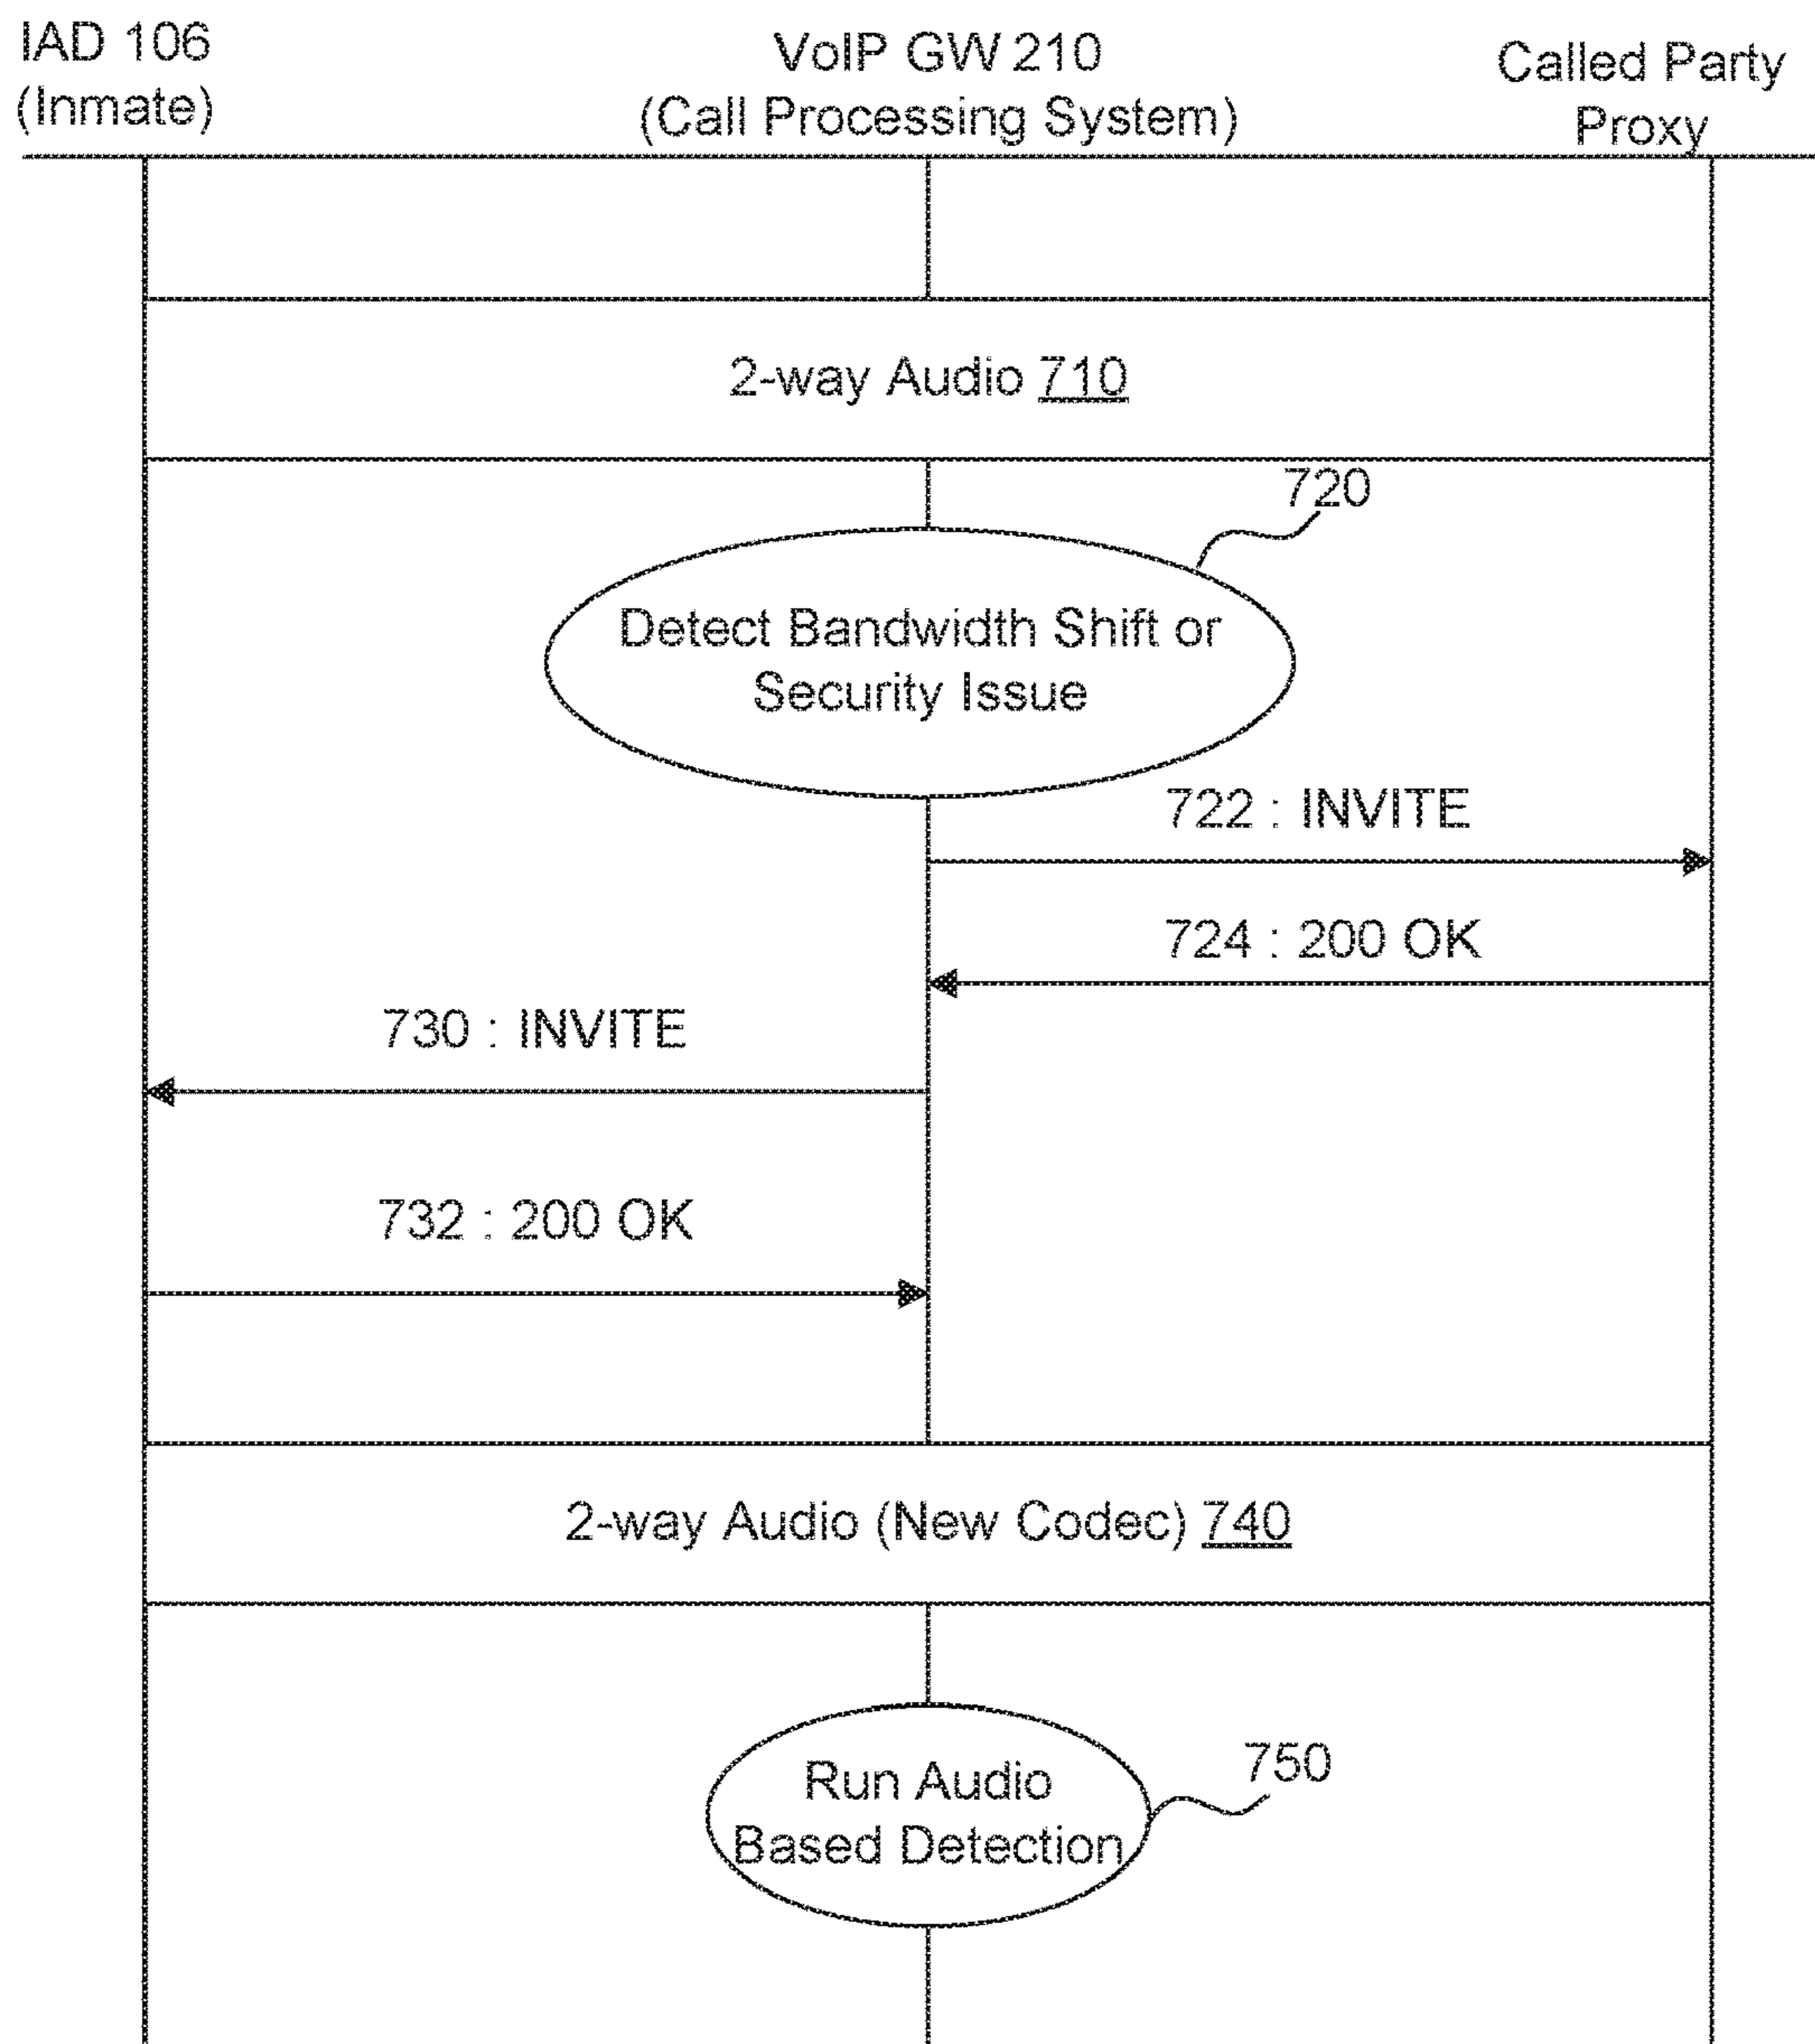 IAD 106
(Inmate)
VoIP GW 210
(Call Processing System)
Called Party
Proxy
2-way Audio 710
720
Detect Bandwidth Shift or
Security Issue
722 : INVITE
724 : 200 OK
730 : INVITE
732 : 200 OK
2-way Audio (New Codec) 740
750
Run Audio
Based Detection